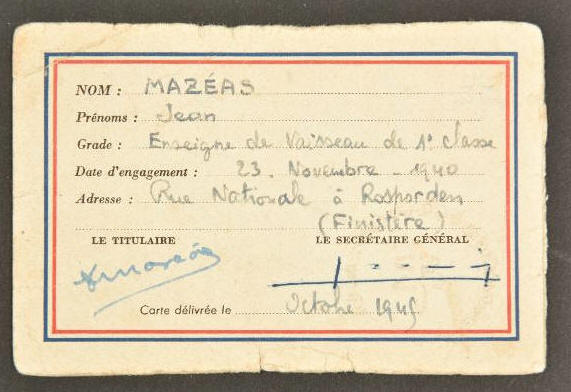 NOM : MAZÉAS
Prénoms : Jean
Grade : Enseigne de Vaisseau de 1e classe
Date d'engagement : 23. Novembre - 1940
Adresse : Rue Nationale à Rosporden
(Finistère)
LE TITULAIRE LE SECRÉTAIRE GÉNÉRAL
Carte délivrée le Octobre 1945